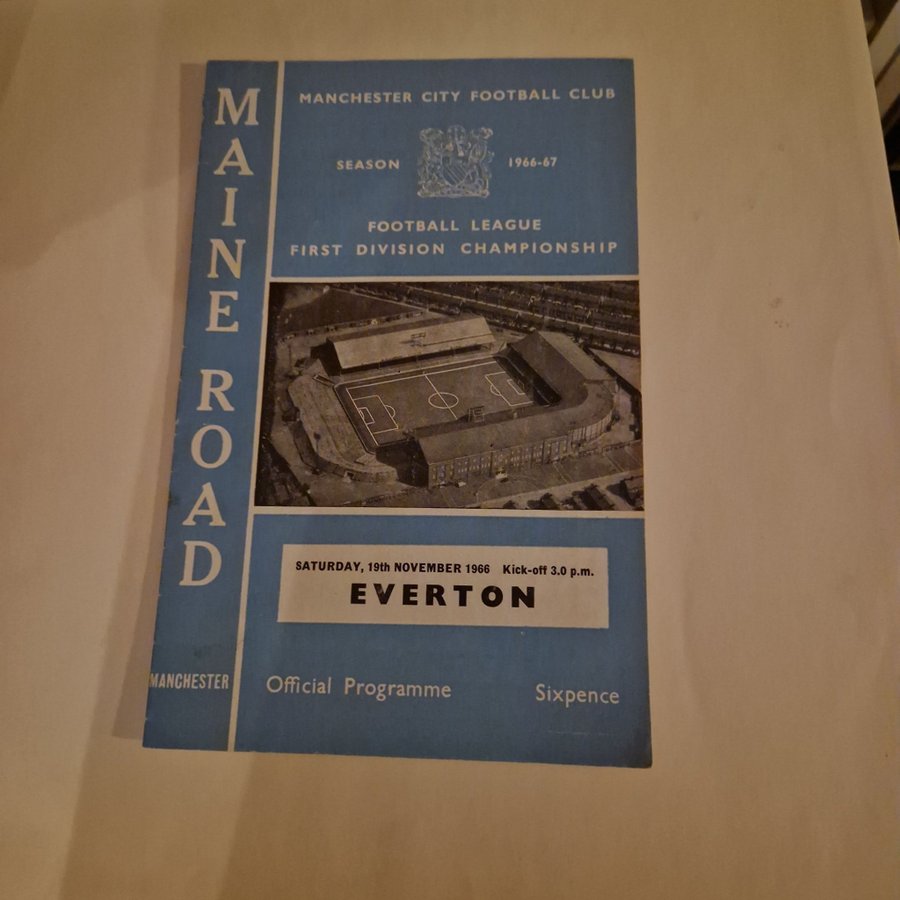 MAINE ROAD
MANCHESTER
MANCHESTER CITY FOOTBALL CLUB
SEASON 1966-67
FOOTBALL LEAGUE
FIRST DIVISION CHAMPIONSHIP
SATURDAY, 19th NOVEMBER 1966 Kick-off 3.0 p.m.
EVERTON
Official Programme Sixpence